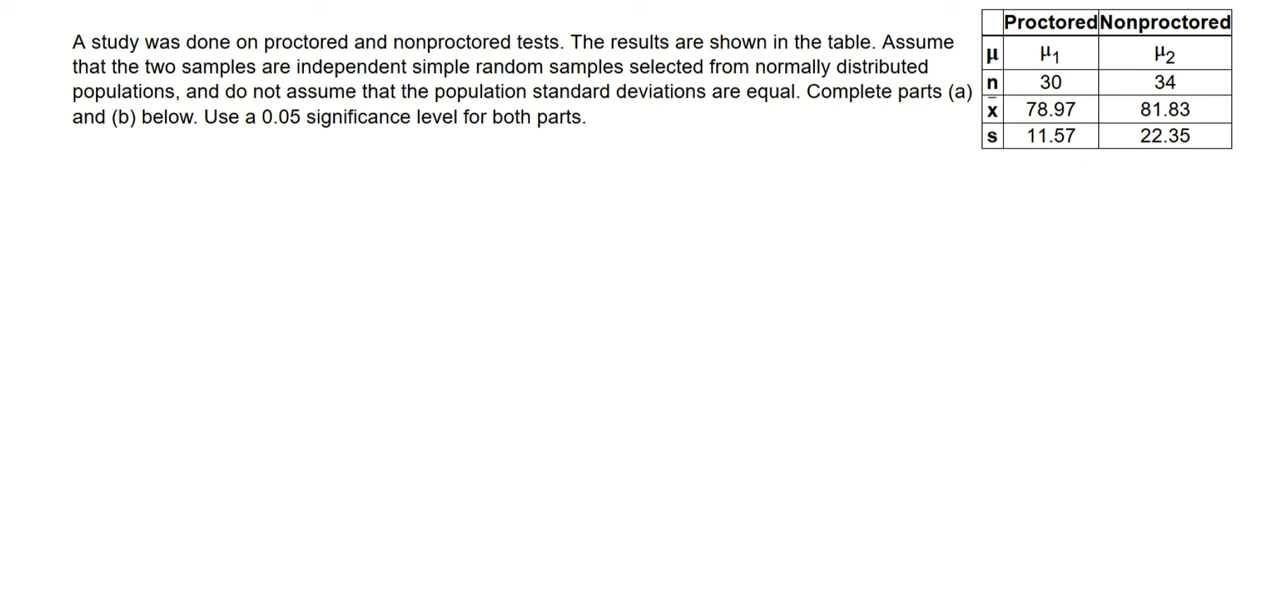 A study was done on proctored and nonproctored tests. The results are shown in the table. Assume
that the two samples are independent simple random samples selected from normally distributed
populations, and do not assume that the population standard deviations are equal. Complete parts (a)
and (b) below. Use a 0.05 significance level for both parts.
Proctored Nonproctored
μ μ₁ μ₂
n 30 34
x̄ 78.97 81.83
s 11.57 22.35